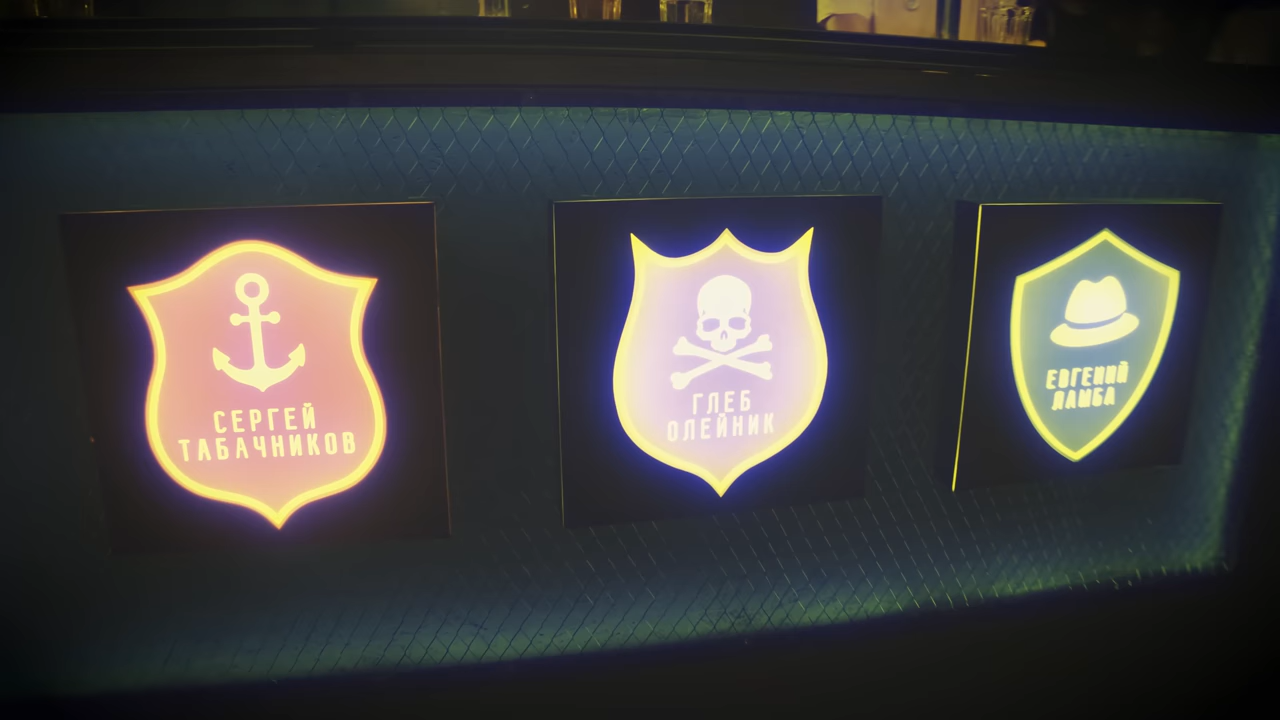 СЕРГЕЙ
ТАБАЧНИКОВ
ГЛЕБ
ОЛЕЙНИК
ЕВГЕНИЙ
ЛАМБА